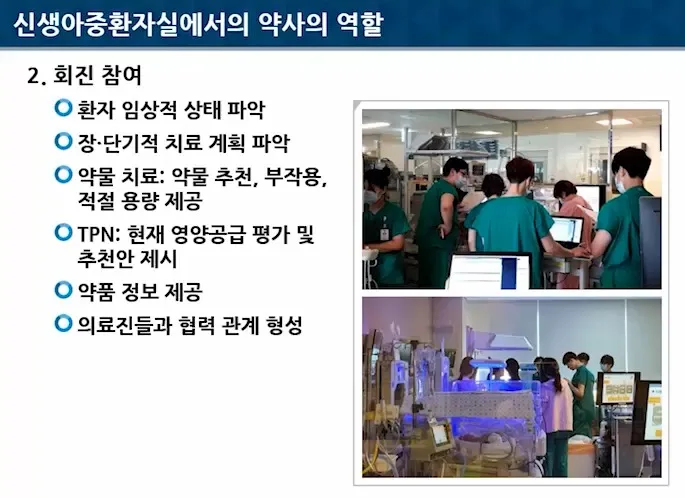 신생아중환자실에서의 약사의 역할
2. 회진 참여
환자 임상적 상태 파악
장·단기적 치료 계획 파악
약물 치료: 약물 추천, 부작용,
적절 용량 제공
TPN: 현재 영양공급 평가 및
추천안 제시
약품 정보 제공
의료진들과 협력 관계 형성